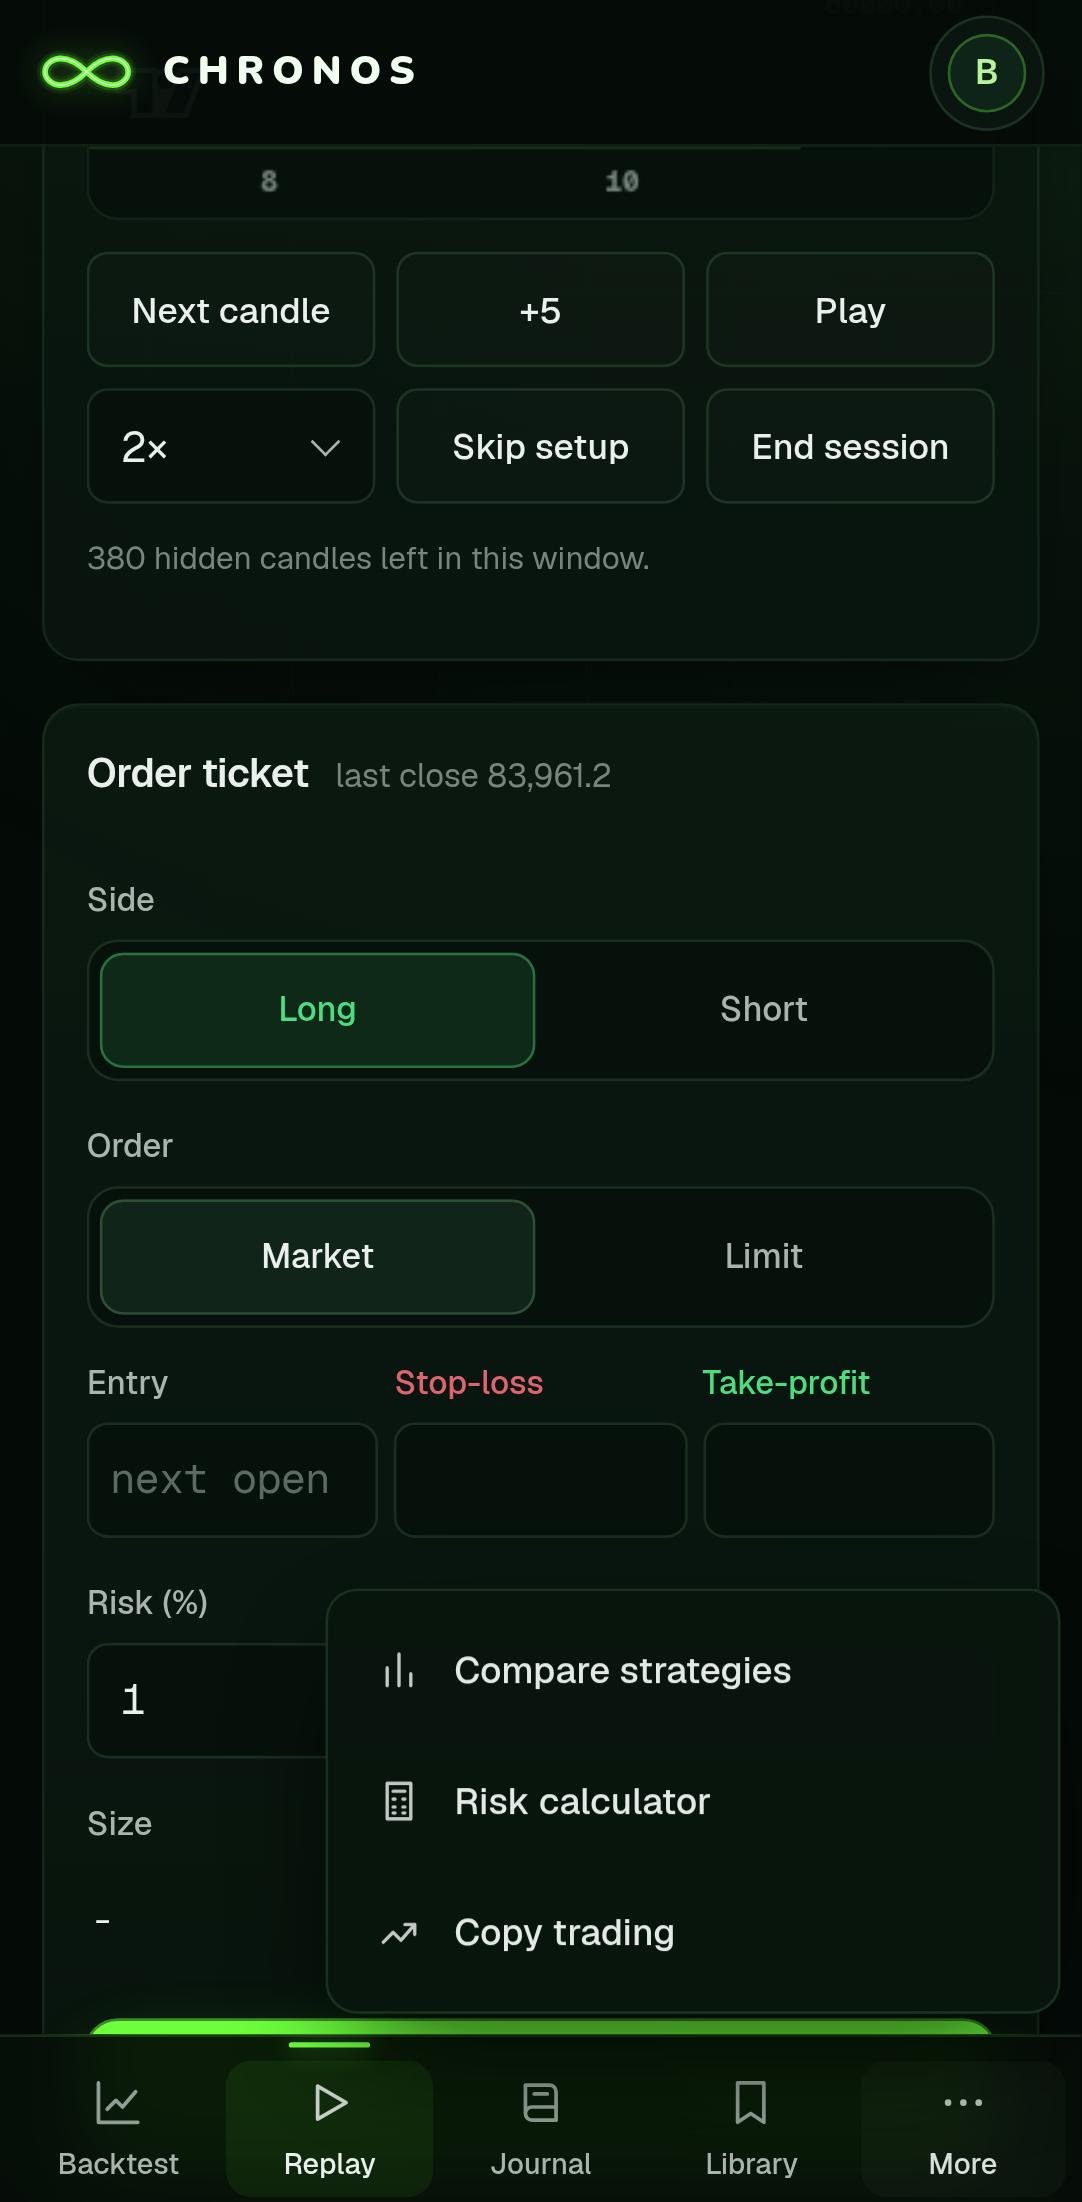 CHRONOS
B
8 10
Next candle +5 Play
2× Skip setup End session
380 hidden candles left in this window.
Order ticket last close 83,961.2
Side
Long Short
Order
Market Limit
Entry Stop-loss Take-profit
next open
Risk (%)
1
Size
-
Compare strategies
Risk calculator
Copy trading
Backtest Replay Journal Library More